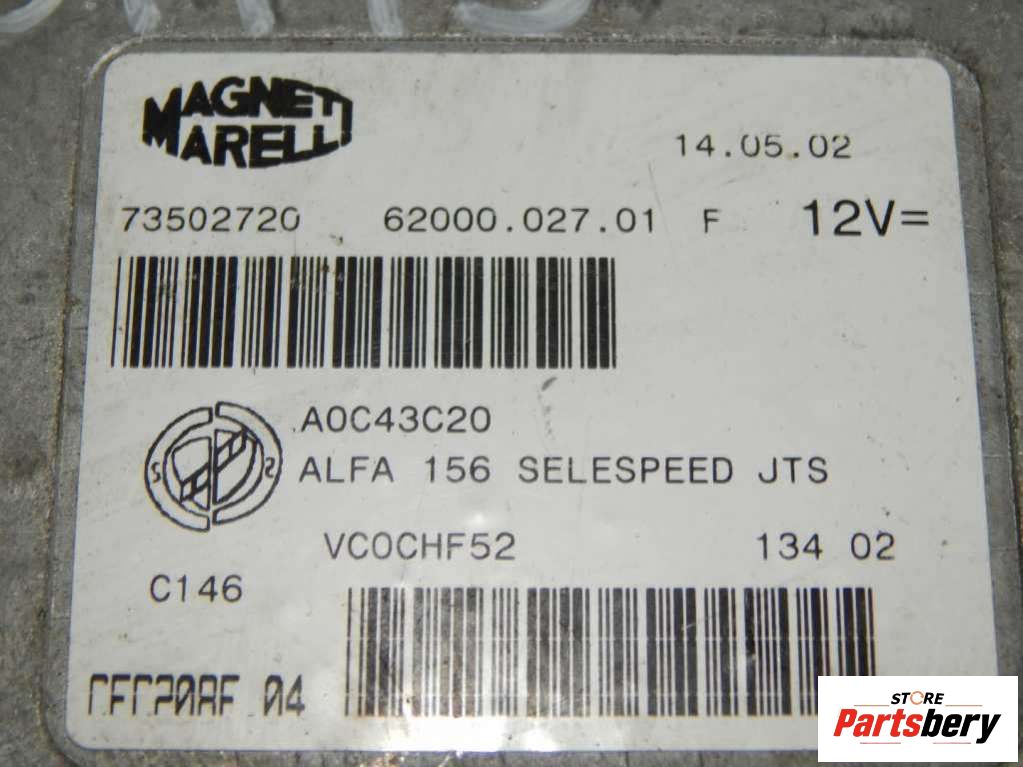 MAGNETI
MARELLI
14.05.02
73502720 62000.027.01 F 12V=
A0C43C20
ALFA 156 SELESPEED JTS
VC0CHF52 134 02
C146
04
STORE
Partsbery